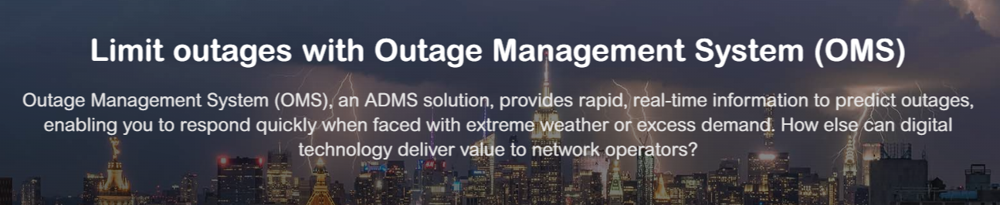 Limit outages with Outage Management System (OMS)
Outage Management System (OMS), an ADMS solution, provides rapid, real-time information to predict outages,
enabling you to respond quickly when faced with extreme weather or excess demand. How else can digital
technology deliver value to network operators?
H&M